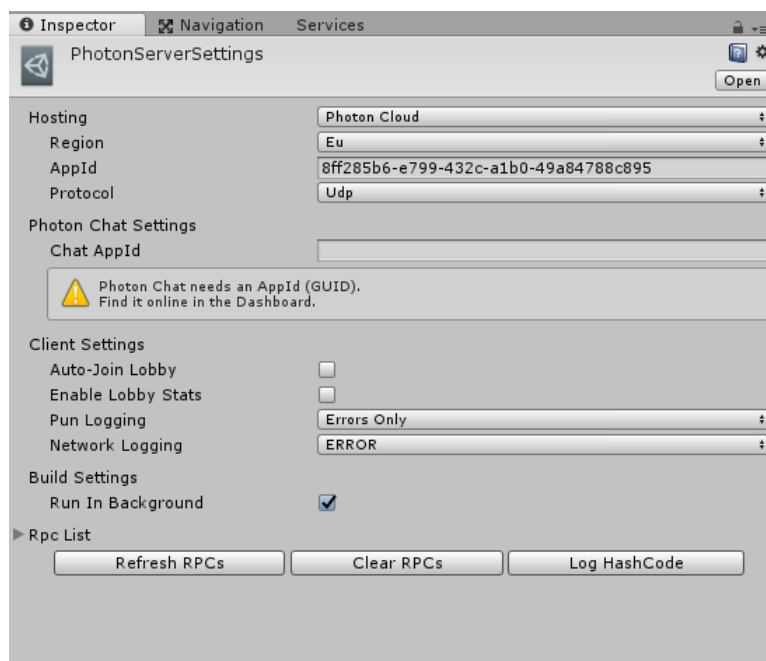 Inspector Navigation Services
PhotonServerSettings
Open
Hosting Photon Cloud
Region Eu
AppId 8ff285b6-e799-432c-a1b0-49a84788c895
Protocol Udp
Photon Chat Settings
Chat AppId
Photon Chat needs an AppId (GUID).
Find it online in the Dashboard.
Client Settings
Auto-Join Lobby
Enable Lobby Stats
Pun Logging Errors Only
Network Logging ERROR
Build Settings
Run In Background
Rpc List
Refresh RPCs Clear RPCs Log HashCode